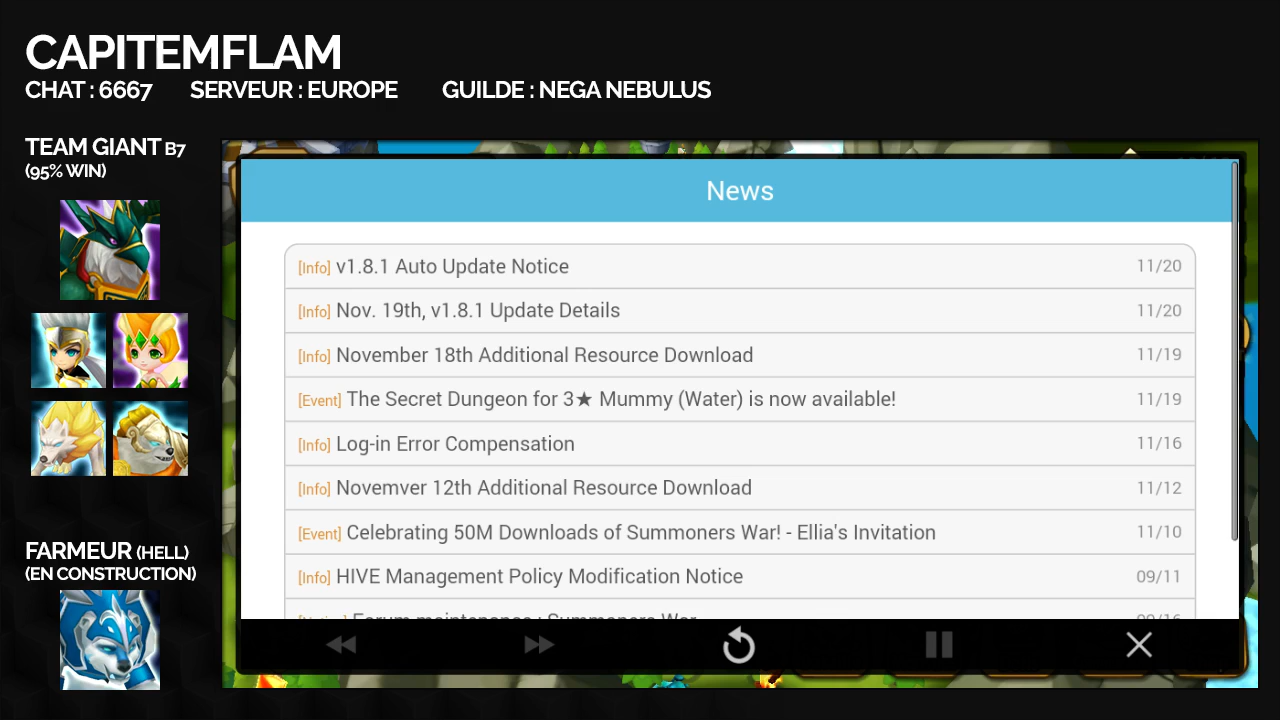 CAPITEMFLAM
CHAT : 6667 SERVEUR : EUROPE GUILDE : NEGA NEBULUS
TEAM GIANT B7
(95% WIN)
News
[Info] v1.8.1 Auto Update Notice 11/20
[Info] Nov. 19th, v1.8.1 Update Details 11/20
[Info] November 18th Additional Resource Download 11/19
[Event] The Secret Dungeon for 3★ Mummy (Water) is now available! 11/19
[Info] Log-in Error Compensation 11/16
[Info] Novemver 12th Additional Resource Download 11/12
[Event] Celebrating 50M Downloads of Summoners War! - Ellia's Invitation 11/10
[Info] HIVE Management Policy Modification Notice 09/11
Forum maintenance : Summoners War
FARMEUR (HELL)
(EN CONSTRUCTION)